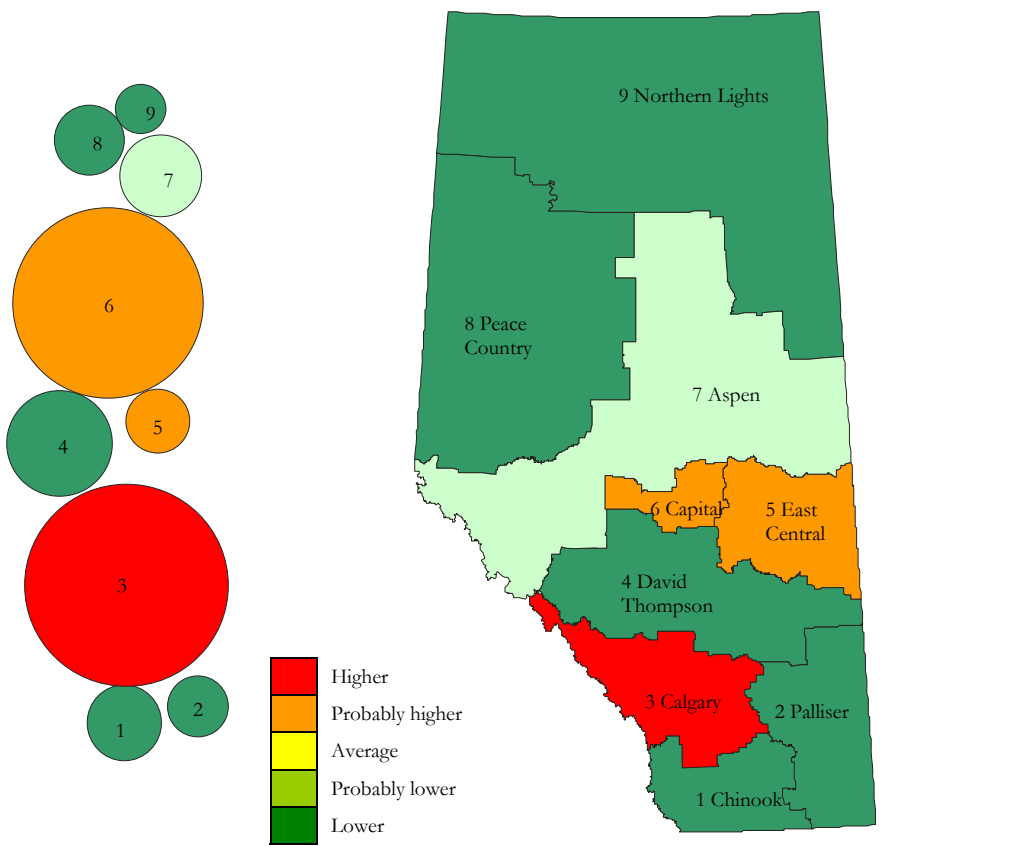 9
8
7
6
5
4
3
2
1
9 Northern Lights
8 Peace
Country
7 Aspen
6 Capital
5 East
Central
4 David
Thompson
3 Calgary
2 Palliser
1 Chinook
Higher
Probably higher
Average
Probably lower
Lower